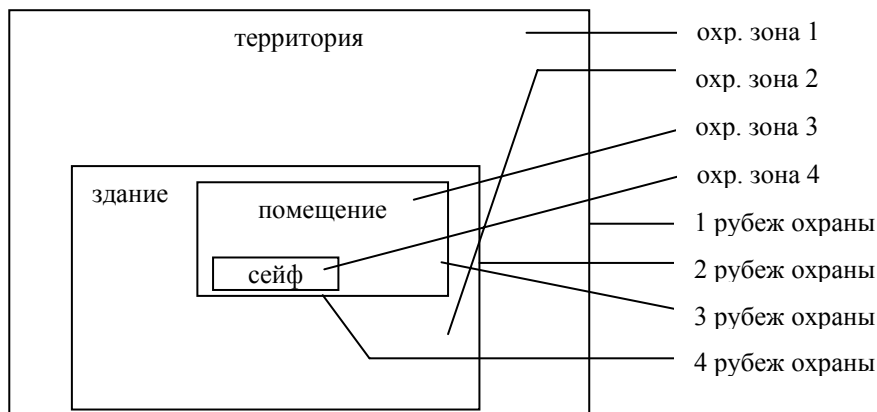 территория
здание
помещение
сейф
охр. зона 1
охр. зона 2
охр. зона 3
охр. зона 4
1 рубеж охраны
2 рубеж охраны
3 рубеж охраны
4 рубеж охраны